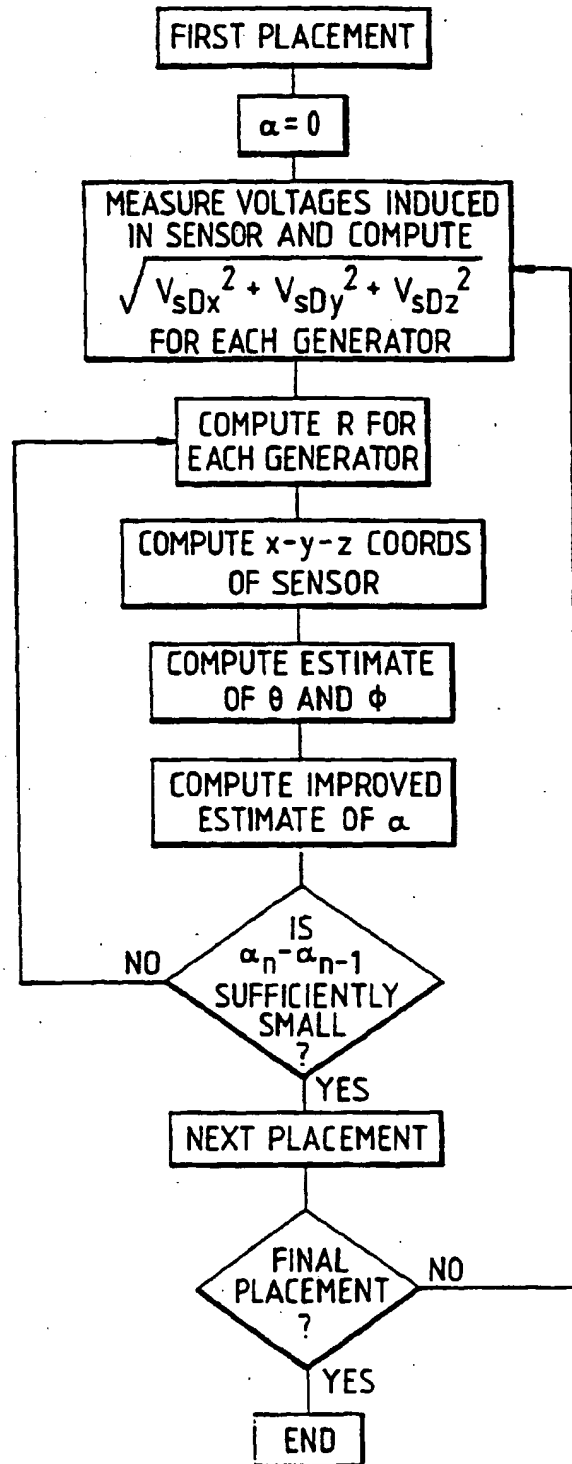 FIRST PLACEMENT
α = 0
MEASURE VOLTAGES INDUCED
IN SENSOR AND COMPUTE
√(VsDx² + VsDy² + VsDz²)
FOR EACH GENERATOR
COMPUTE R FOR
EACH GENERATOR
COMPUTE x-y-z COORDS
OF SENSOR
COMPUTE ESTIMATE
OF θ AND ϕ
COMPUTE IMPROVED
ESTIMATE OF α
IS
αn-αn-1
SUFFICIENTLY
SMALL
?
NO
YES
NEXT PLACEMENT
FINAL
PLACEMENT
?
NO
YES
END